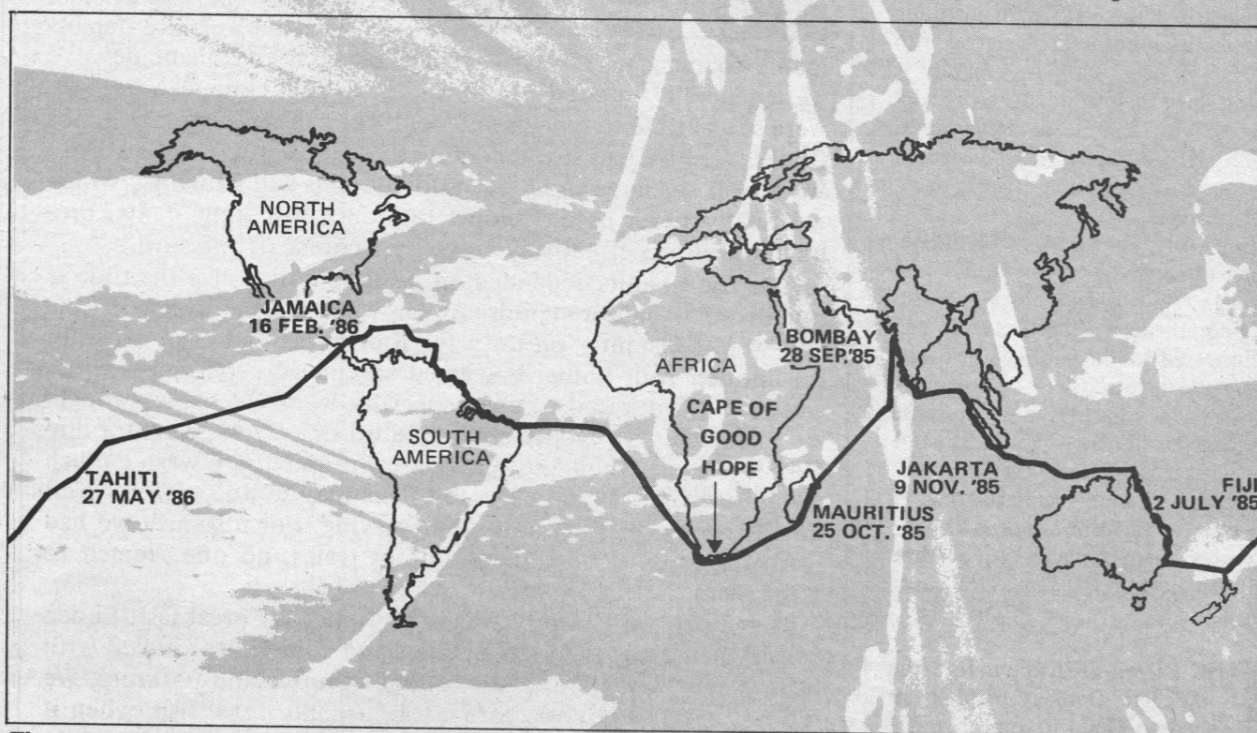 NORTH
AMERICA
JAMAICA
16 FEB. '86
SOUTH
AMERICA
TAHITI
27 MAY '86
AFRICA
CAPE OF
GOOD
HOPE
BOMBAY
28 SEP.'85
MAURITIUS
25 OCT. '85
JAKARTA
9 NOV. '85
FIJI
2 JULY '85